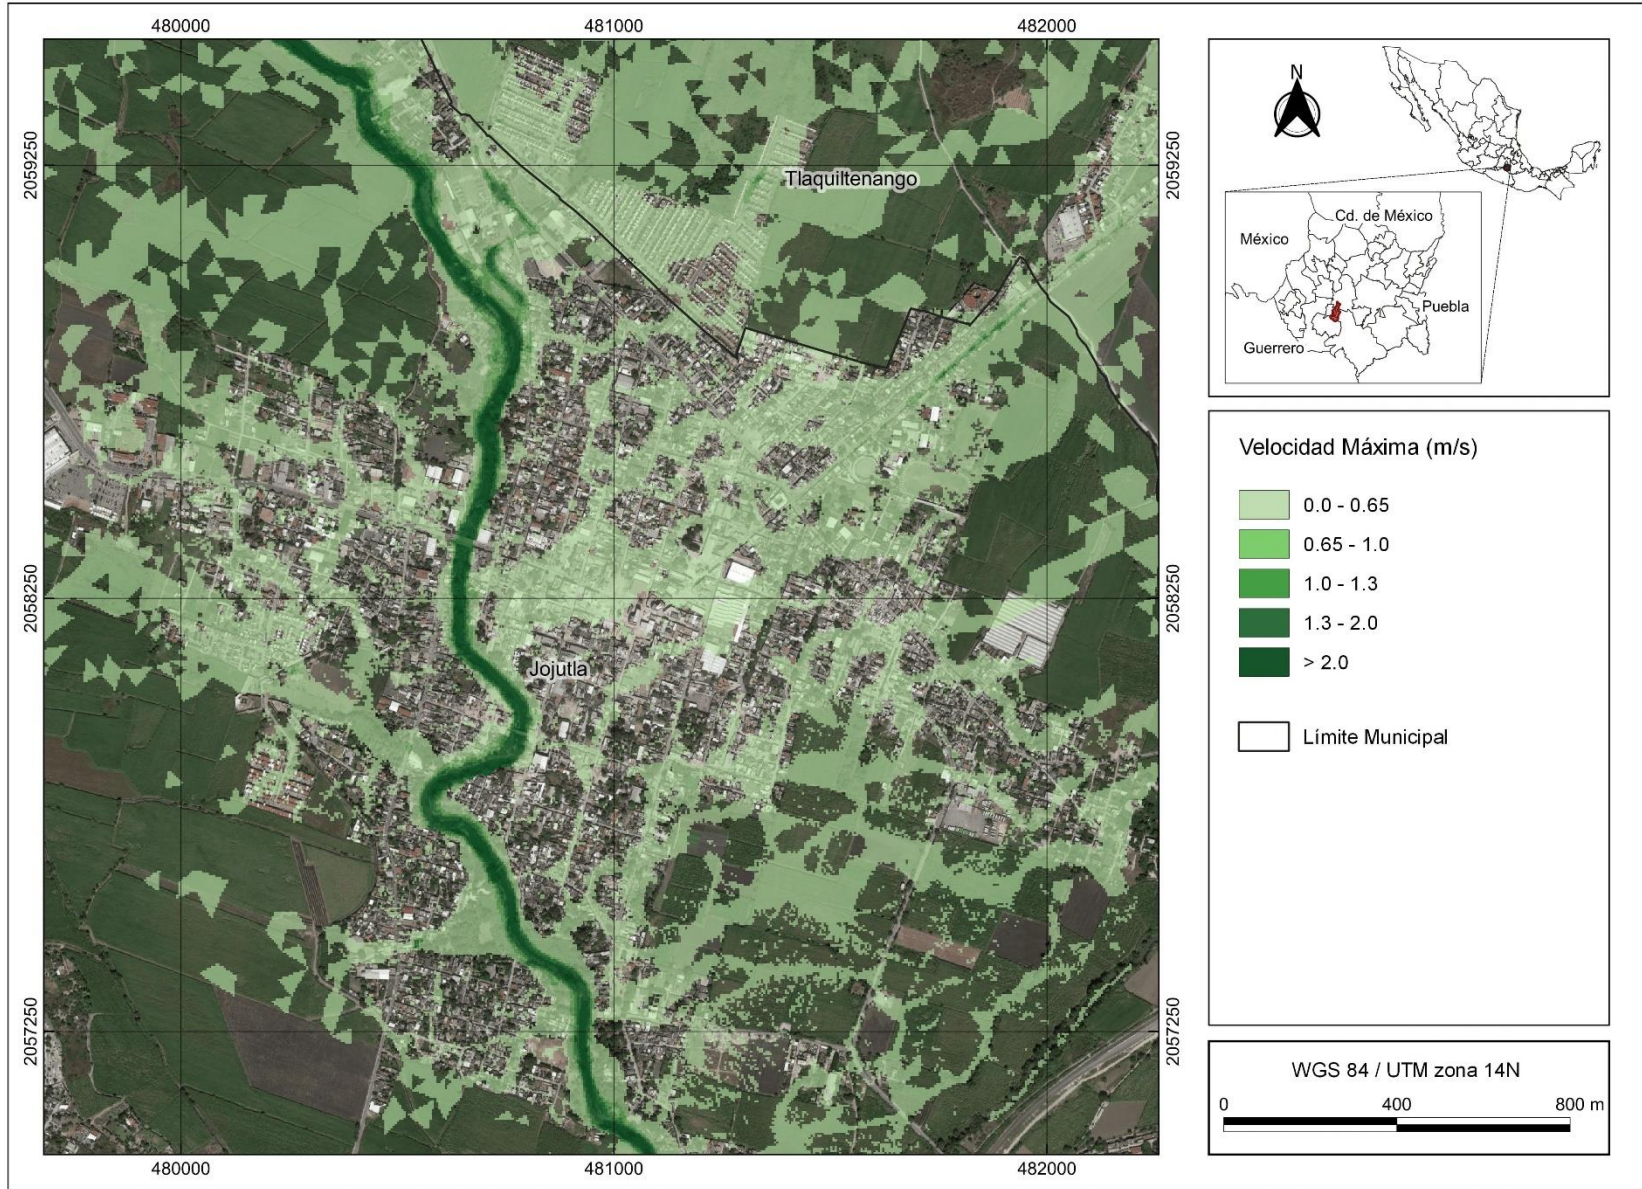 480000
481000
482000
N
2059250
2059250
Tlaquiltenango
Cd. de México
México
Puebla
Guerrero
Velocidad Máxima (m/s)
0.0 - 0.65
0.65 - 1.0
1.0 - 1.3
1.3 - 2.0
> 2.0
2058250
2058250
Jojutla
Límite Municipal
2057250
2057250
WGS 84 / UTM zona 14N
0
400
800 m
480000
481000
482000